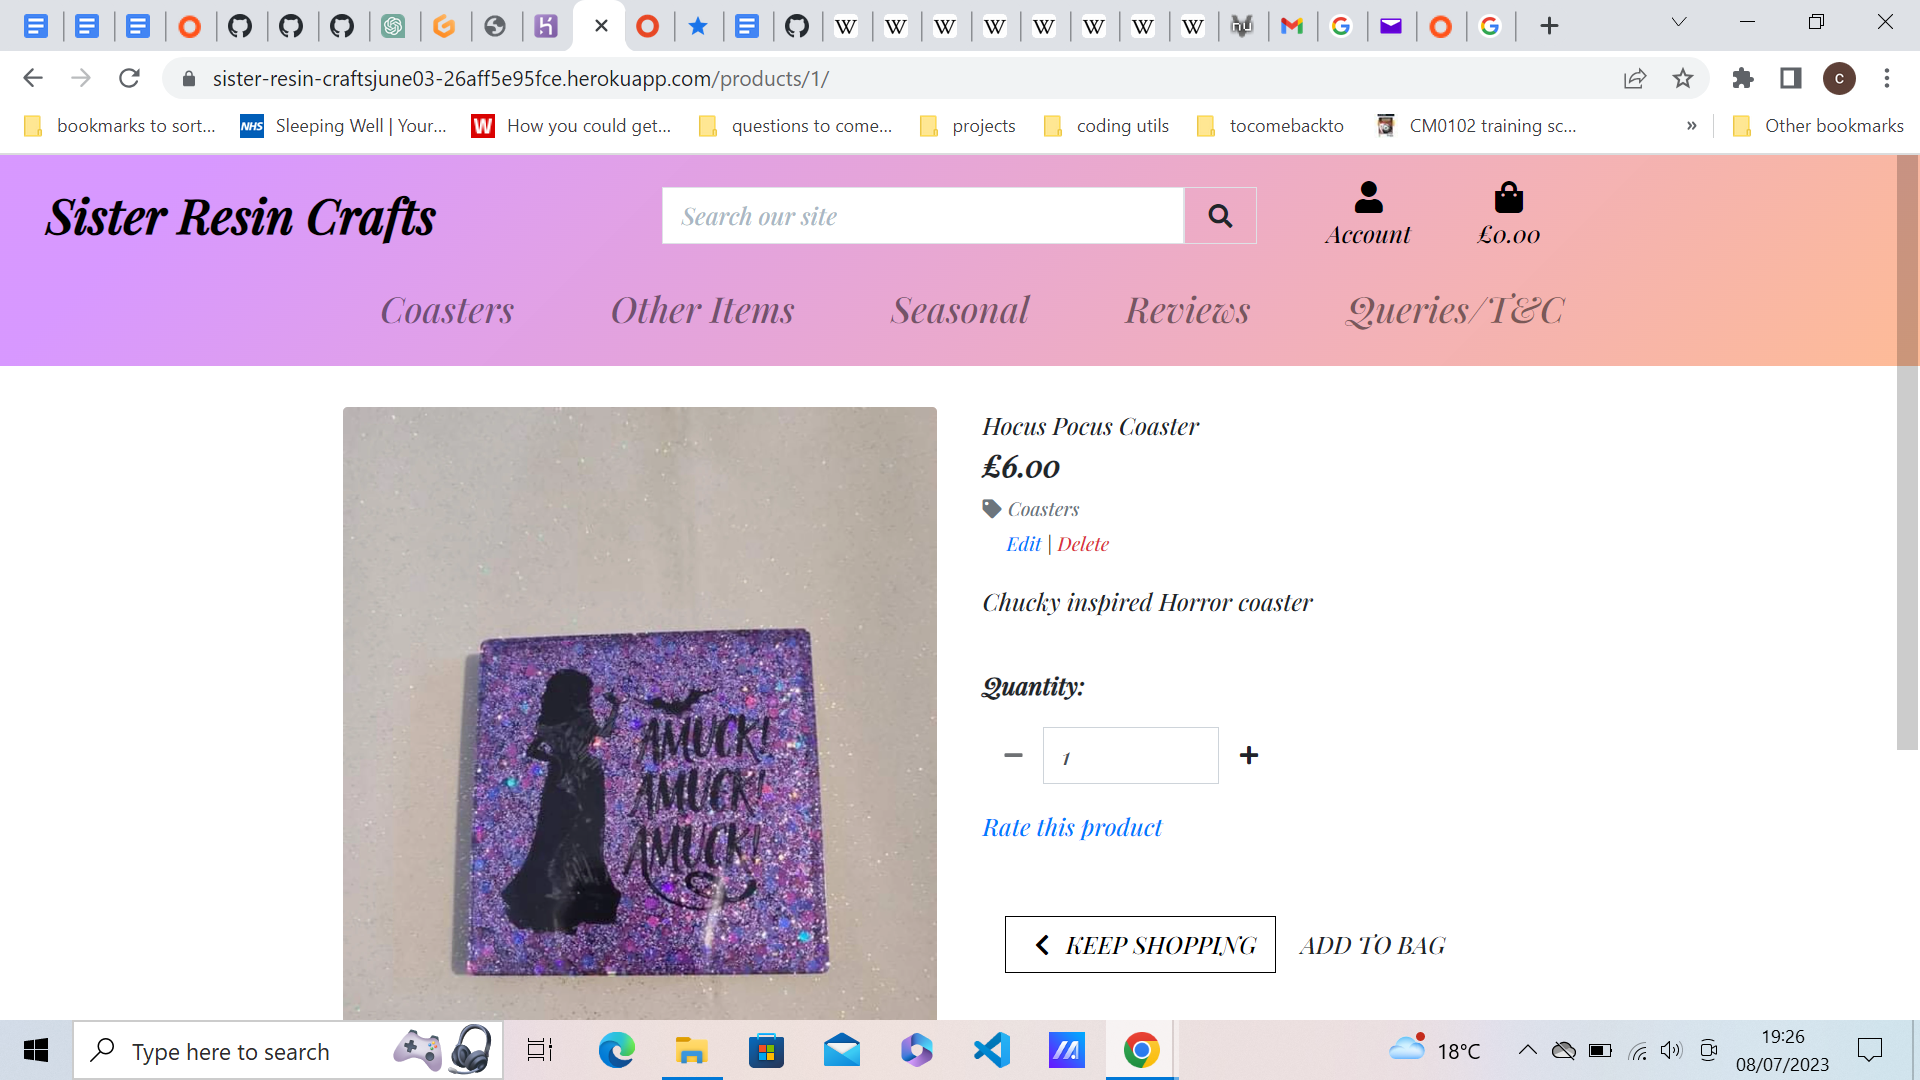 sister-resin-craftsjune03-26aff5e95fce.herokuapp.com/products/1/
C
bookmarks to sort...
NHS
Sleeping Well | Your...
W
How you could get...
questions to come...
projects
coding utils
tocomebackto
CM0102 training sc...
»
Other bookmarks
Sister Resin Crafts
Search our site
Account
£0.00
Coasters
Other Items
Seasonal
Reviews
Queries/T&C
Hocus Pocus Coaster
£6.00
Coasters
Edit | Delete
Chucky inspired Horror coaster
Quantity:
1
Rate this product
KEEP SHOPPING
ADD TO BAG
AMUCK!
AMUCK!
AMUCK!
Type here to search
18°C
19:26
08/07/2023